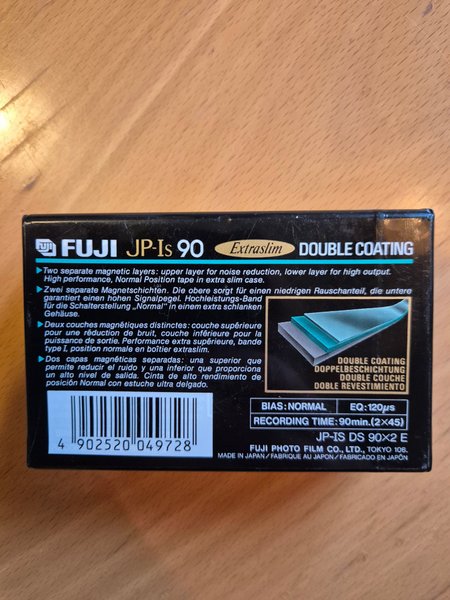 FUJI FUJI JP-Is 90 Extraslim DOUBLE COATING
▶Two separate magnetic layers: upper layer for noise reduction, lower layer for high output.
High performance, Normal Position tape in extra slim case.
▶Zwei separate Magnetschichten. Die obere sorgt für einen niedrigen Rauschanteil, die untere
garantiert einen hohen Signalpegel. Hochleistungs-Band
für die Schalterstellung „Normal" in einem extra schlanken
Gehäuse.
▶Deux couches magnétiques distinctes: couche supérieure
pour une réduction de bruit, couche inférieure pour la
puissance de sortie. Performance extra supérieure, bande
type I, position normale en boîtier extraslim.
▶Dos capas magnéticas separadas: una superior que
permite reducir el ruido y una inferior que proporciona
un alto nivel de salida. Cinta de alto rendimiento de
posición Normal con estuche ultra delgado.
DOUBLE COATING
DOPPELBESCHICHTUNG
DOUBLE COUCHE
DOBLE REVESTIMIENTO
BIAS: NORMAL EQ: 120µs
RECORDING TIME: 90min. (2×45)
JP-IS DS 90×2 E
FUJI PHOTO FILM CO., LTD., TOKYO 106.
MADE IN JAPAN / FABRIQUE AU JAPON / FABRICADO EN JAPÓN
4 902520 049728